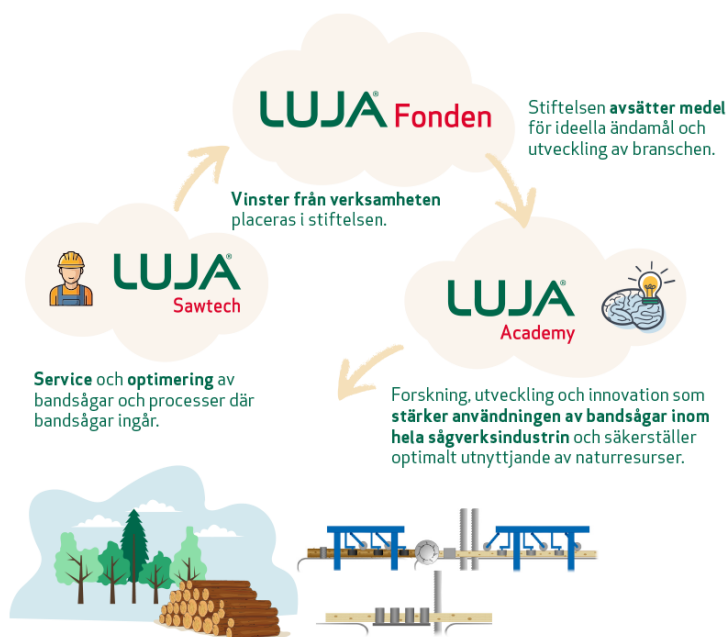 LUJA® Fonden
Stiftelsen avsätter medel
för ideella ändamål och
utveckling av branschen.
Vinster från verksamheten
placeras i stiftelsen.
LUJA®
Sawtech
LUJA®
Academy
Service och optimering av
bandsågar och processer där
bandsågar ingår.
Forskning, utveckling och innovation som
stärker användningen av bandsågar inom
hela sågverksindustrin och säkerställer
optimalt utnyttjande av naturresurser.